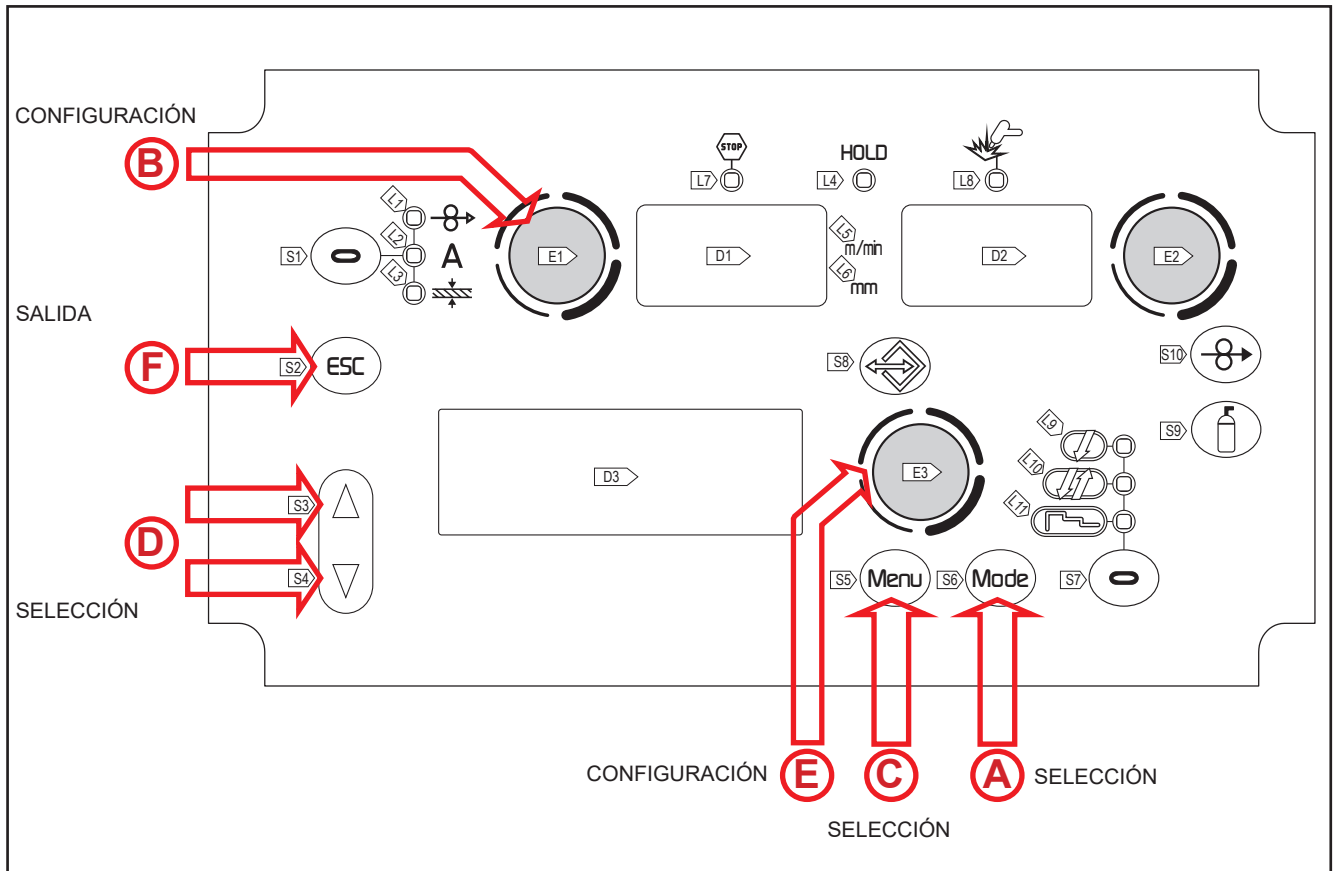 CONFIGURACIÓN
B
STOP
HOLD
L7
L4
L8
L1
L2
L3
S1
A
E1
D1
L5
m/min
L6
mm
D2
E2
SALIDA
F
S2
ESC
S8
S10
S9
D3
E3
L9
L10
L11
D
S3
S4
SELECCIÓN
S5
Menu
S6
Mode
S7
CONFIGURACIÓN
E
C
A
SELECCIÓN
SELECCIÓN